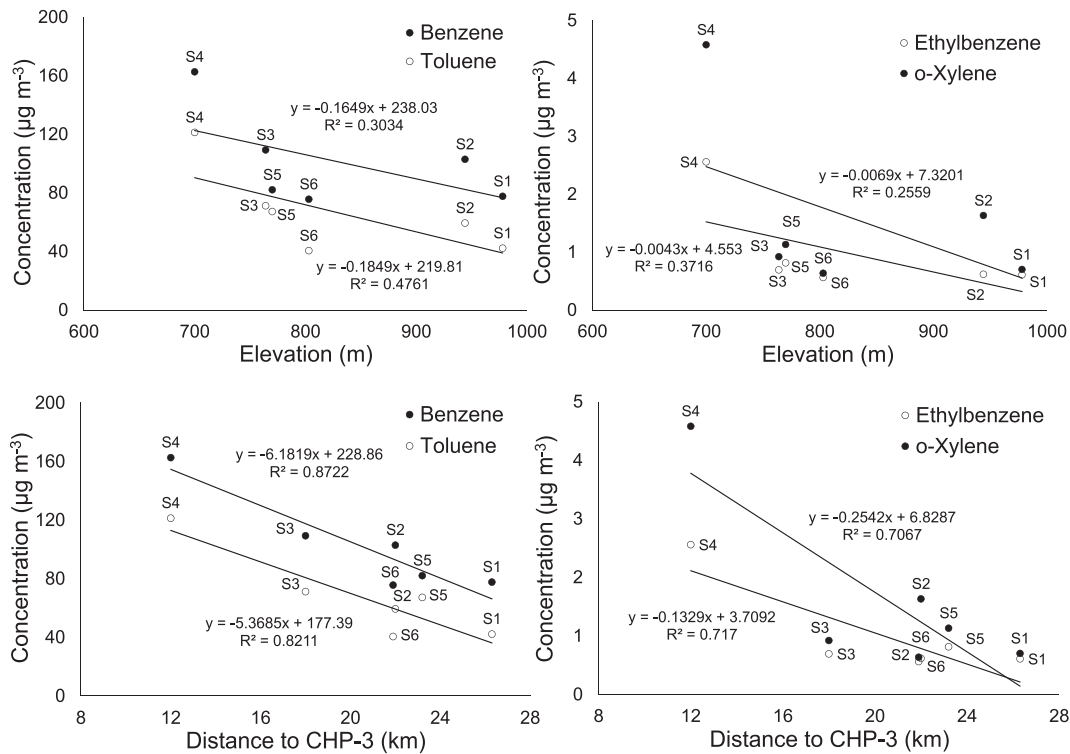 200
160
120
80
40
0
Concentration (µg m⁻³)
Benzene
Toluene
S4
y = -0.1649x + 238.03
R² = 0.3034
S4
S3
S2
S5
S6
S1
S3
S5
S2
S6
S1
y = -0.1849x + 219.81
R² = 0.4761
600
700
800
900
1000
Elevation (m)
5
4
3
2
1
0
Concentration (µg m⁻³)
Ethylbenzene
o-Xylene
S4
S4
y = -0.0069x + 7.3201
R² = 0.2559
S2
S5
S3
S6
S1
y = -0.0043x + 4.553
R² = 0.3716
S3
S5
S6
S2
S1
600
700
800
900
1000
Elevation (m)
200
160
120
80
40
0
Concentration (µg m⁻³)
Benzene
Toluene
S4
y = -6.1819x + 228.86
R² = 0.8722
S4
S3
S2
S6
S5
S1
S3
S2
S5
S6
S1
y = -5.3685x + 177.39
R² = 0.8211
8
12
16
20
24
28
Distance to CHP-3 (km)
5
4
3
2
1
0
Concentration (µg m⁻³)
Ethylbenzene
o-Xylene
S4
S4
y = -0.2542x + 6.8287
R² = 0.7067
S2
S5
y = -0.1329x + 3.7092
R² = 0.717
S3
S6
S5
S1
S3
S2
S6
S1
8
12
16
20
24
28
Distance to CHP-3 (km)